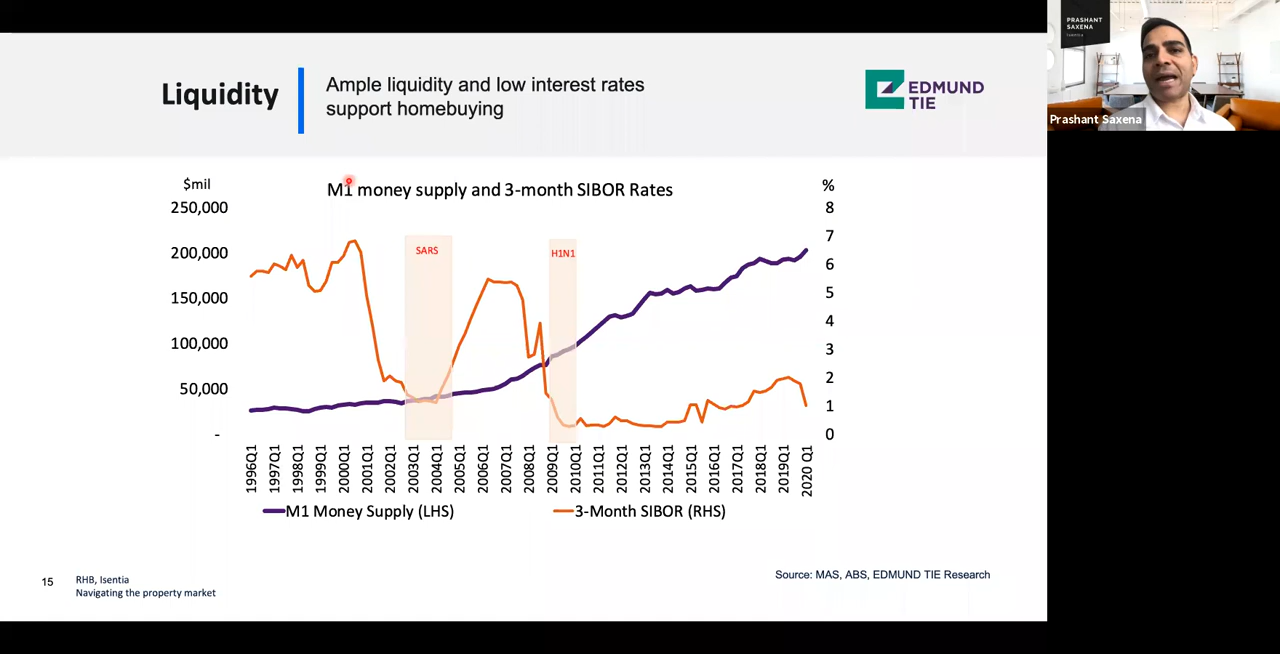 Liquidity
Ample liquidity and low interest rates
support homebuying
EDMUND
TIE
PRASHANT
SAXENA
Prashant Saxena
M1 money supply and 3-month SIBOR Rates
$mil
250,000
200,000
150,000
100,000
50,000
-
%
8
7
6
5
4
3
2
1
0
SARS
H1N1
1996Q1
1997Q1
1998Q1
1999Q1
2000Q1
2001Q1
2002Q1
2003Q1
2004Q1
2005Q1
2006Q1
2007Q1
2008Q1
2009Q1
2010Q1
2011Q1
2012Q1
2013Q1
2014Q1
2015Q1
2016Q1
2017Q1
2018Q1
2019Q1
2020 Q1
M1 Money Supply (LHS)
3-Month SIBOR (RHS)
15
RHB, Isentia
Navigating the property market
Source: MAS, ABS, EDMUND TIE Research